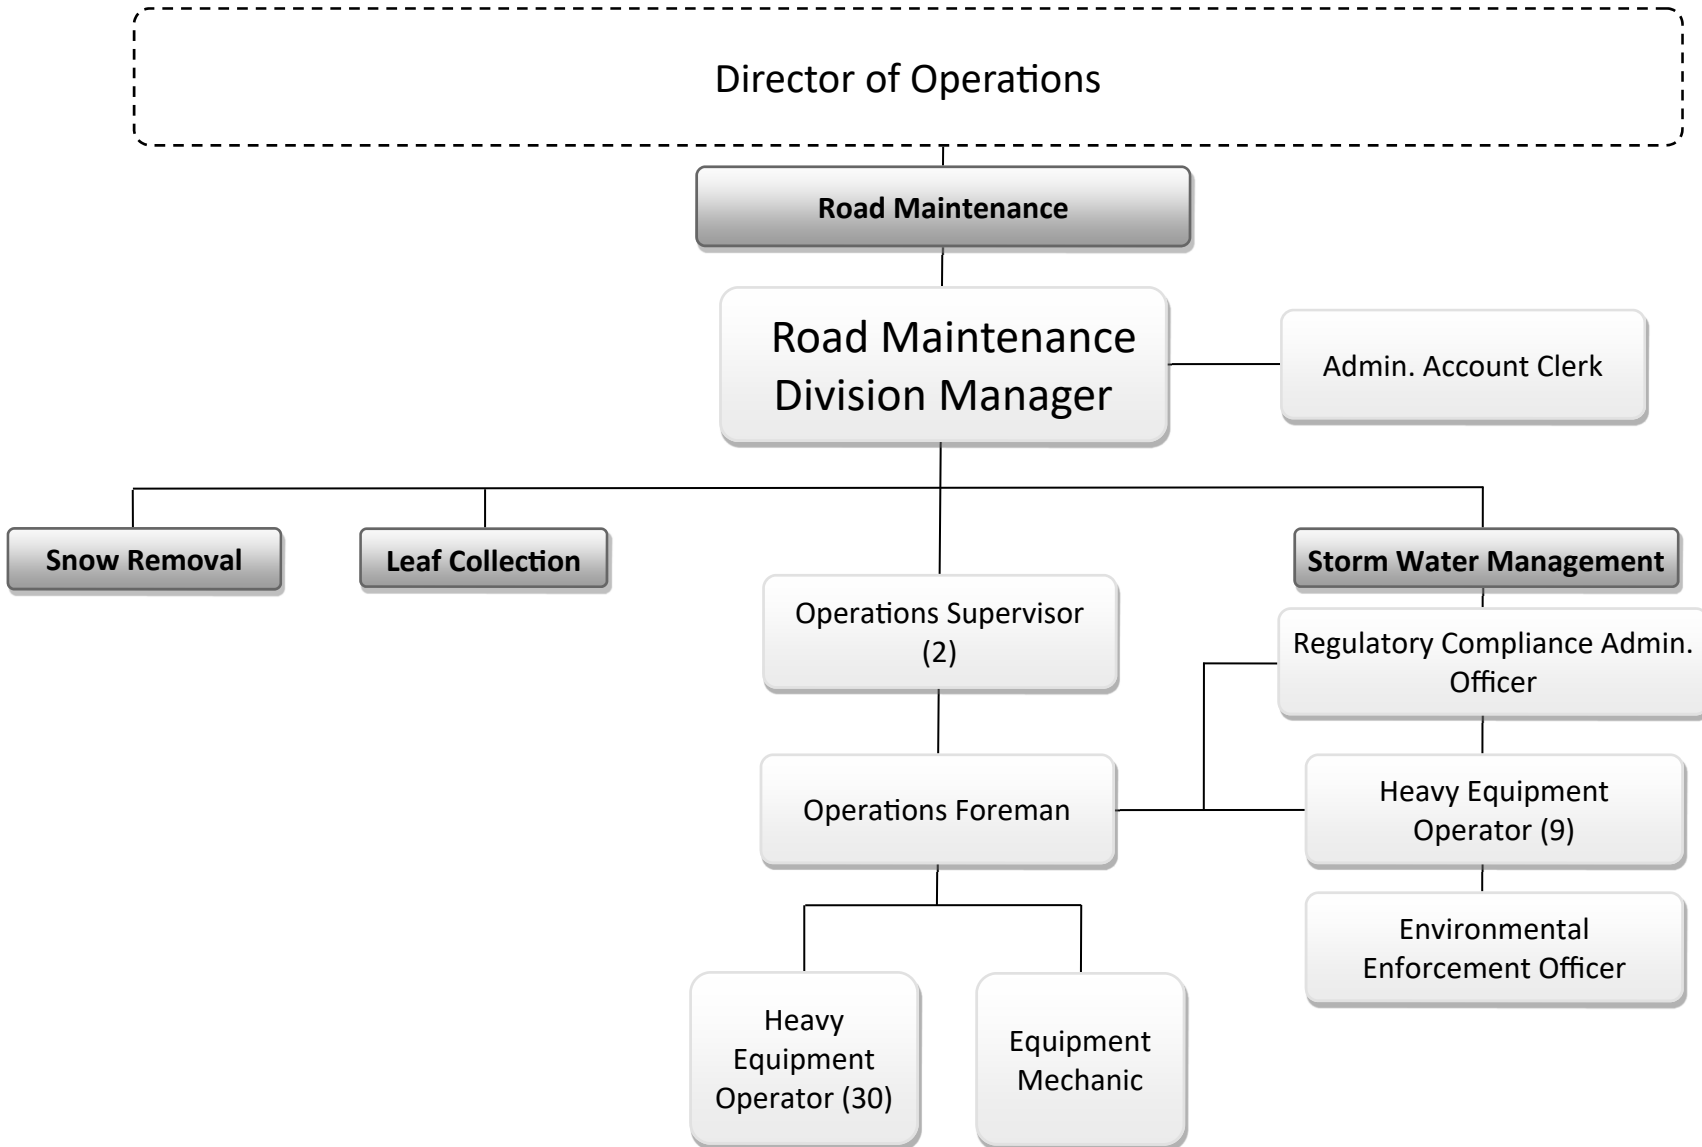 Director of Operations
Road Maintenance
Road Maintenance
Division Manager
Admin. Account Clerk
Snow Removal
Leaf Collection
Storm Water Management
Operations Supervisor
(2)
Regulatory Compliance Admin.
Officer
Operations Foreman
Heavy Equipment
Operator (9)
Environmental
Enforcement Officer
Heavy
Equipment
Operator (30)
Equipment
Mechanic